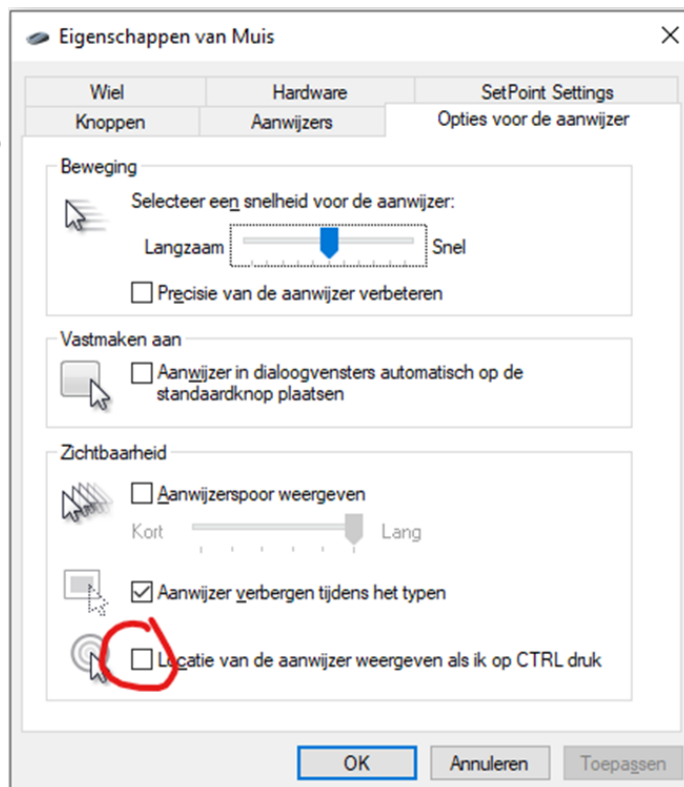 Eigenschappen van Muis
Wiel
Hardware
SetPoint Settings
Knoppen
Aanwijzers
Opties voor de aanwijzer
Beweging
Selecteer een snelheid voor de aanwijzer:
Langzaam
Snel
Precisie van de aanwijzer verbeteren
Vastmaken aan
Aanwijzer in dialoogvensters automatisch op de
standaardknop plaatsen
Zichtbaarheid
Aanwijzerspoor weergeven
Kort
Lang
Aanwijzer verbergen tijdens het typen
Locatie van de aanwijzer weergeven als ik op CTRL druk
OK
Annuleren
Toepassen